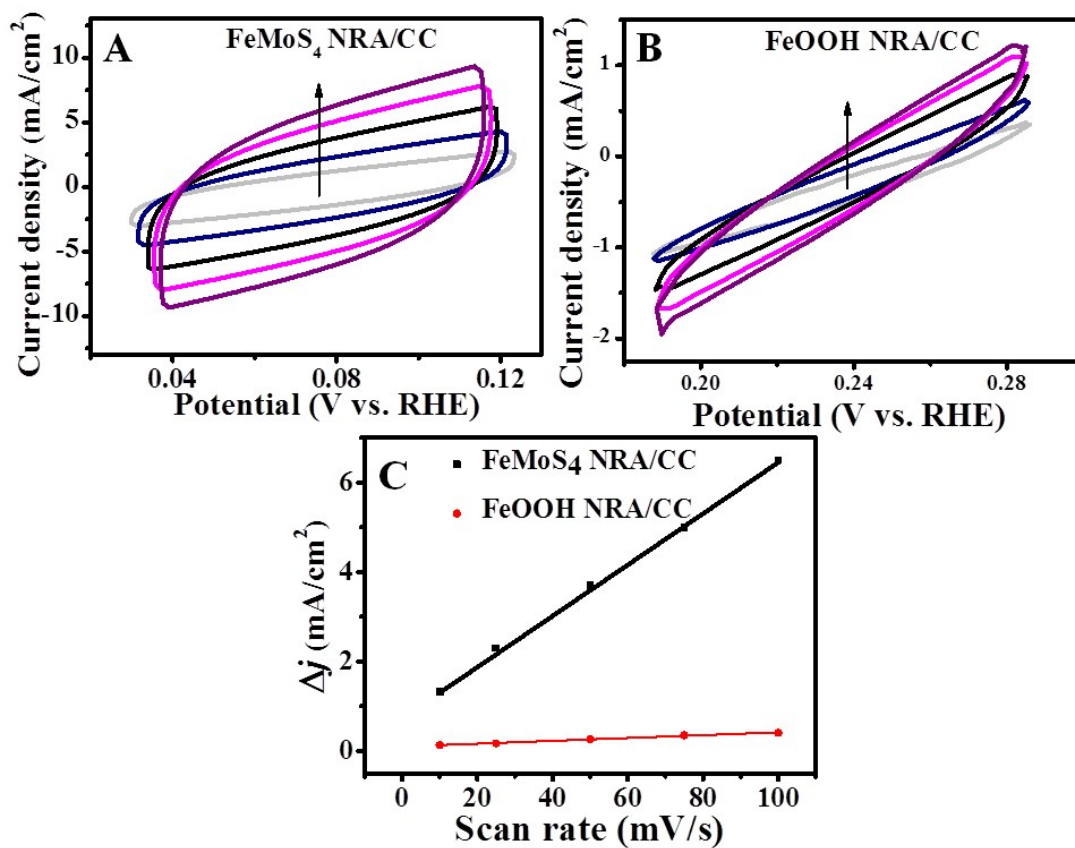 A
FeMoS4 NRA/CC
10
5
0
-5
-10
Current density (mA/cm2)
0.04
0.08
0.12
Potential (V vs. RHE)
B
FeOOH NRA/CC
1
0
-1
-2
Current density (mA/cm2)
0.20
0.24
0.28
Potential (V vs. RHE)
C
FeMoS4 NRA/CC
FeOOH NRA/CC
6
4
2
0
Δj (mA/cm2)
0
20
40
60
80
100
Scan rate (mV/s)